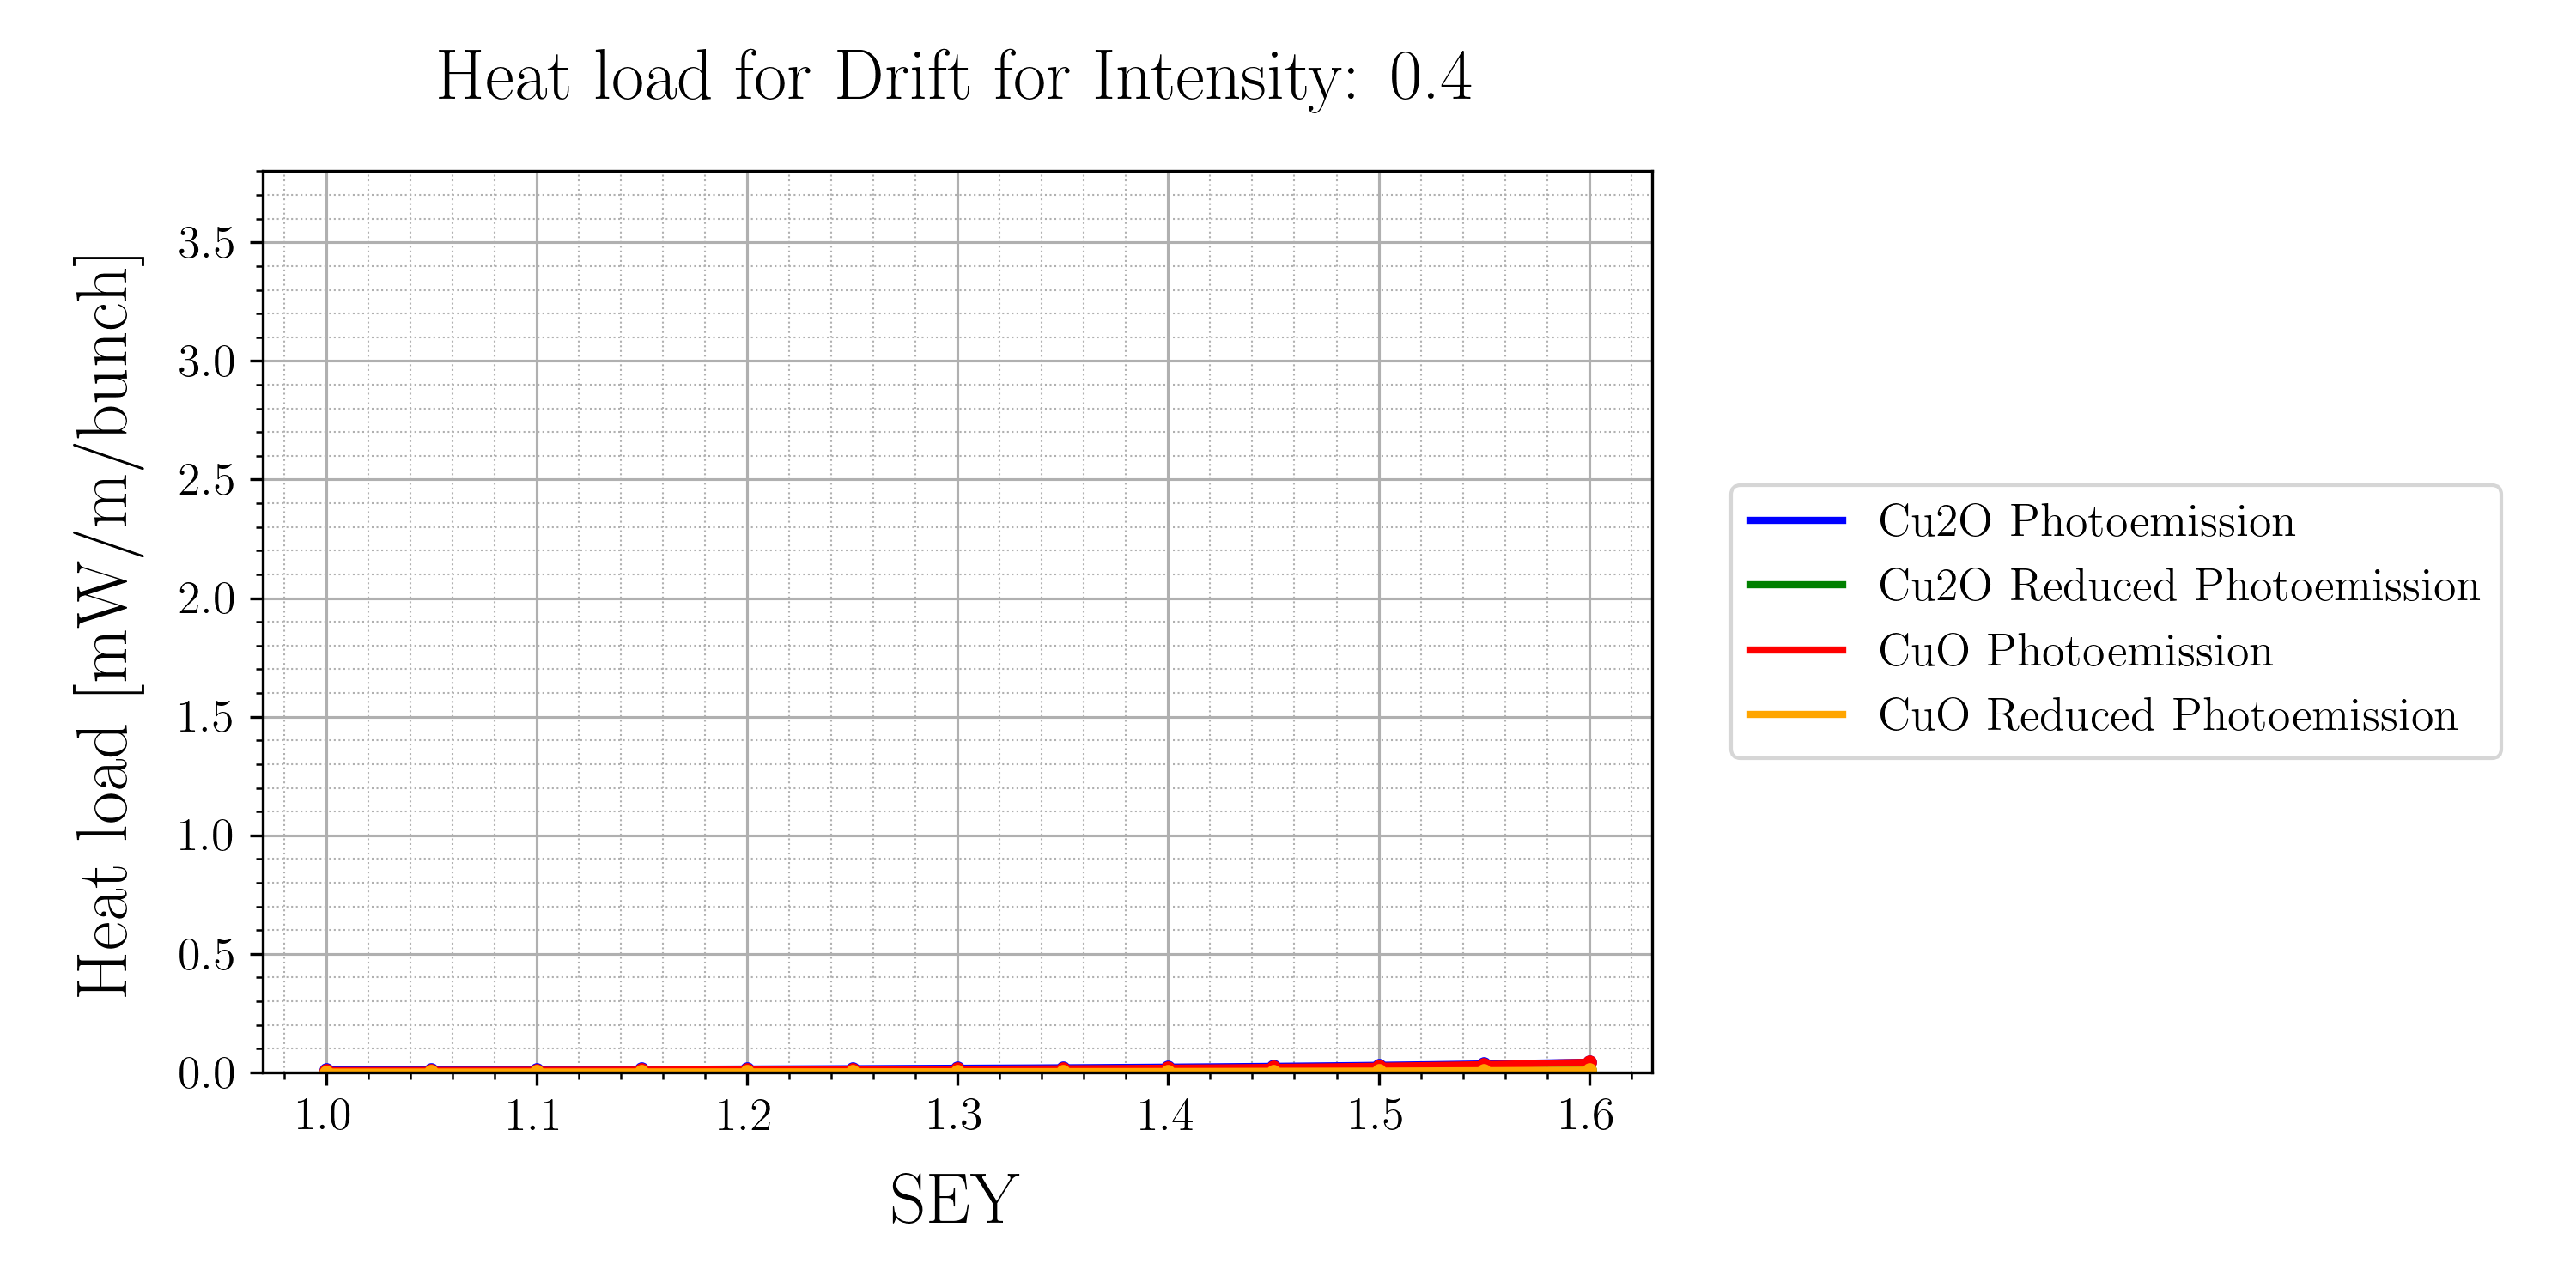 Heat load for Drift for Intensity: 0.4
Heat load [mW/m/bunch]
3.5
3.0
2.5
2.0
1.5
1.0
0.5
0.0
1.0 1.1 1.2 1.3 1.4 1.5 1.6
SEY
Cu2O Photoemission
Cu2O Reduced Photoemission
CuO Photoemission
CuO Reduced Photoemission